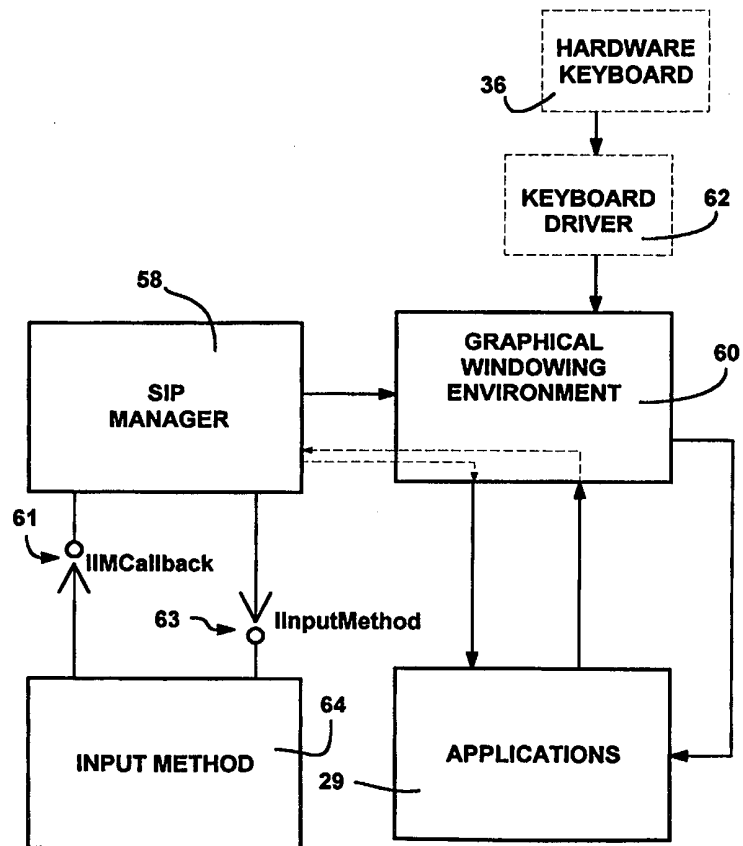 HARDWARE
KEYBOARD
36
KEYBOARD
DRIVER
62
58
SIP
MANAGER
GRAPHICAL
WINDOWING
ENVIRONMENT
60
61
IIMCallback
63
IInputMethod
INPUT METHOD
64
APPLICATIONS
29